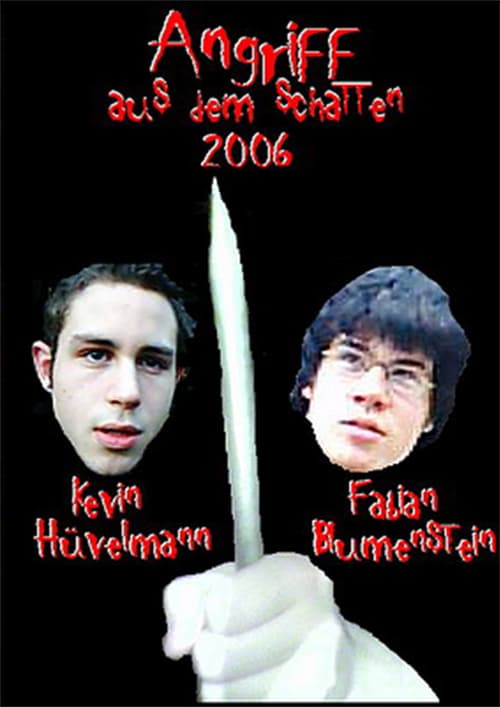 Angriff
aus dem Schatten
2006
Kevin
Hüvelmann
Fabian
Blumenstein